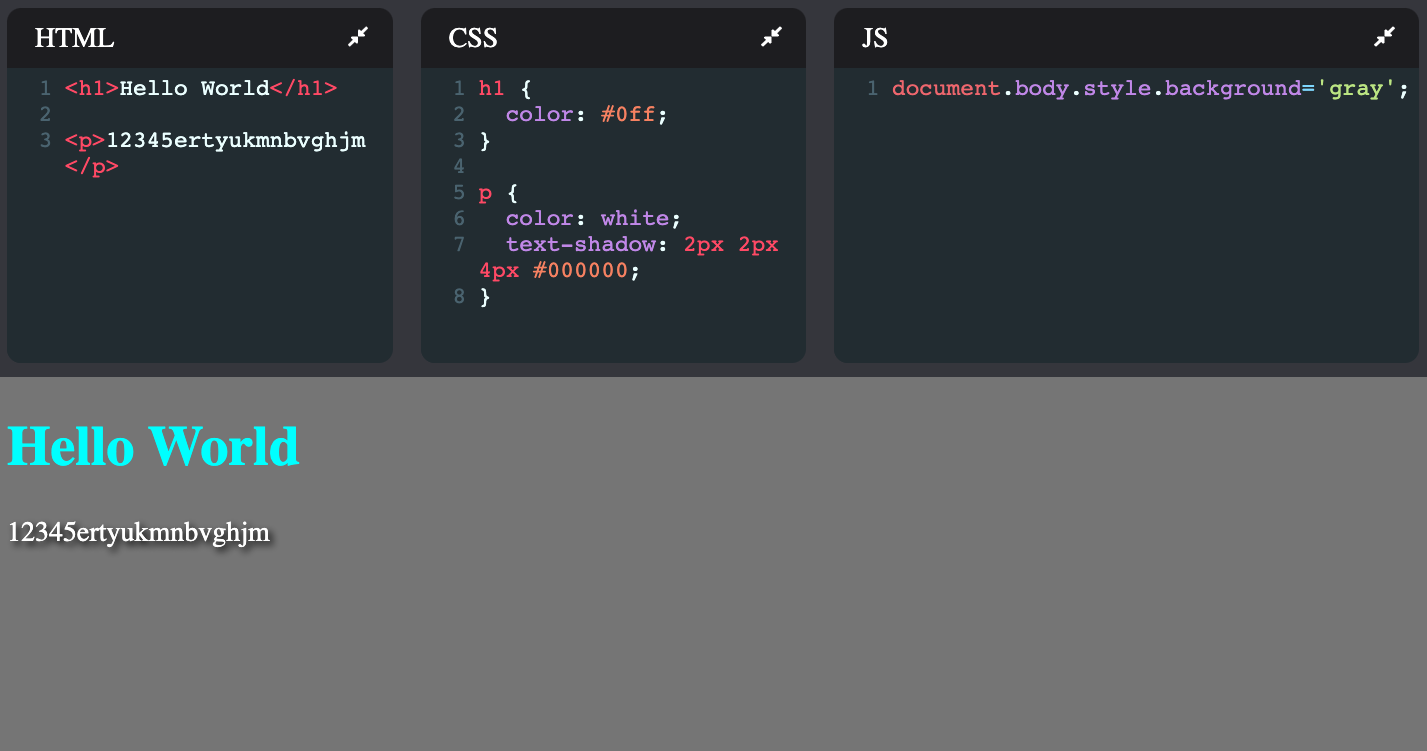 HTML
1 <h1>Hello World</h1>
2
3 <p>12345ertyukmnbvghjm
</p>
CSS
1 h1 {
2   color: #0ff;
3 }
4
5 p {
6   color: white;
7   text-shadow: 2px 2px
4px #000000;
8 }
JS
1 document.body.style.background='gray';
Hello World
12345ertyukmnbvghjm